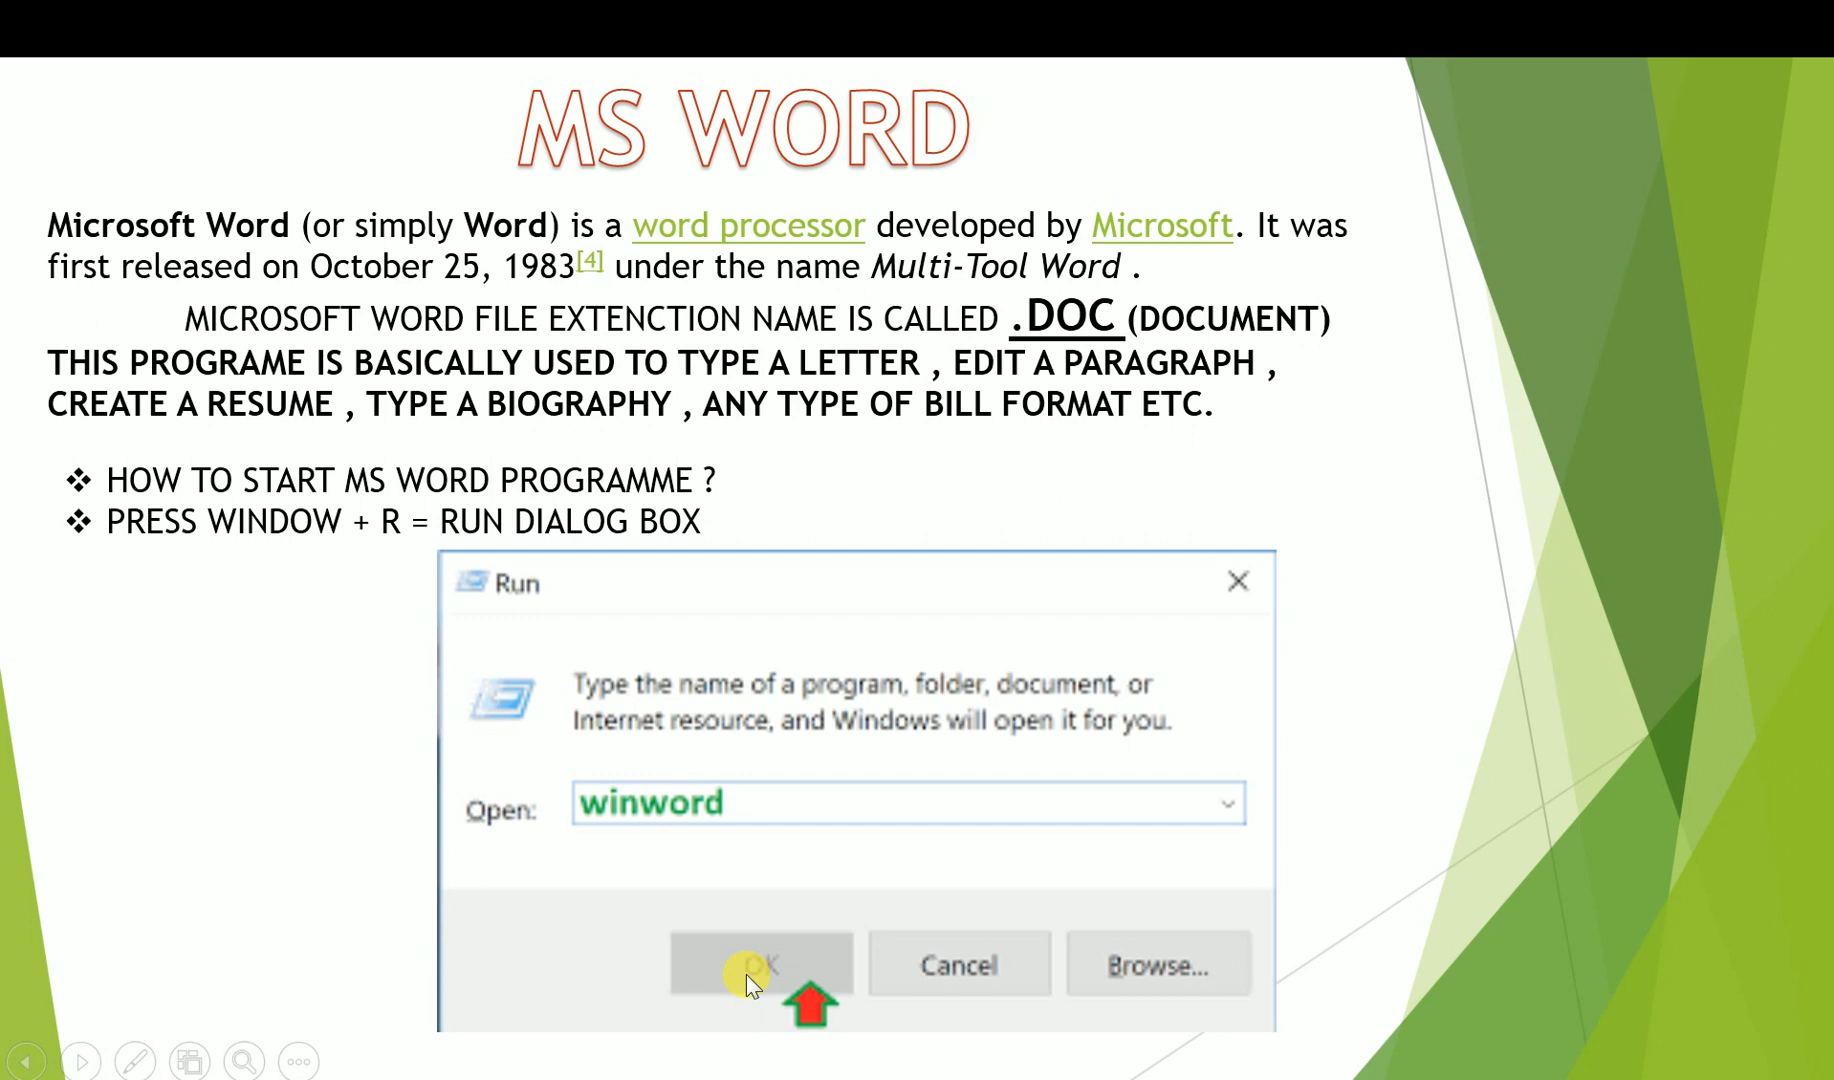 MS WORD
Microsoft Word (or simply Word) is a word processor developed by Microsoft. It was
first released on October 25, 1983[4] under the name Multi-Tool Word .
MICROSOFT WORD FILE EXTENCTION NAME IS CALLED .DOC (DOCUMENT)
THIS PROGRAME IS BASICALLY USED TO TYPE A LETTER , EDIT A PARAGRAPH ,
CREATE A RESUME , TYPE A BIOGRAPHY , ANY TYPE OF BILL FORMAT ETC.
❖ HOW TO START MS WORD PROGRAMME ?
❖ PRESS WINDOW + R = RUN DIALOG BOX
Run
Type the name of a program, folder, document, or
Internet resource, and Windows will open it for you.
Open: winword
OK Cancel Browse...